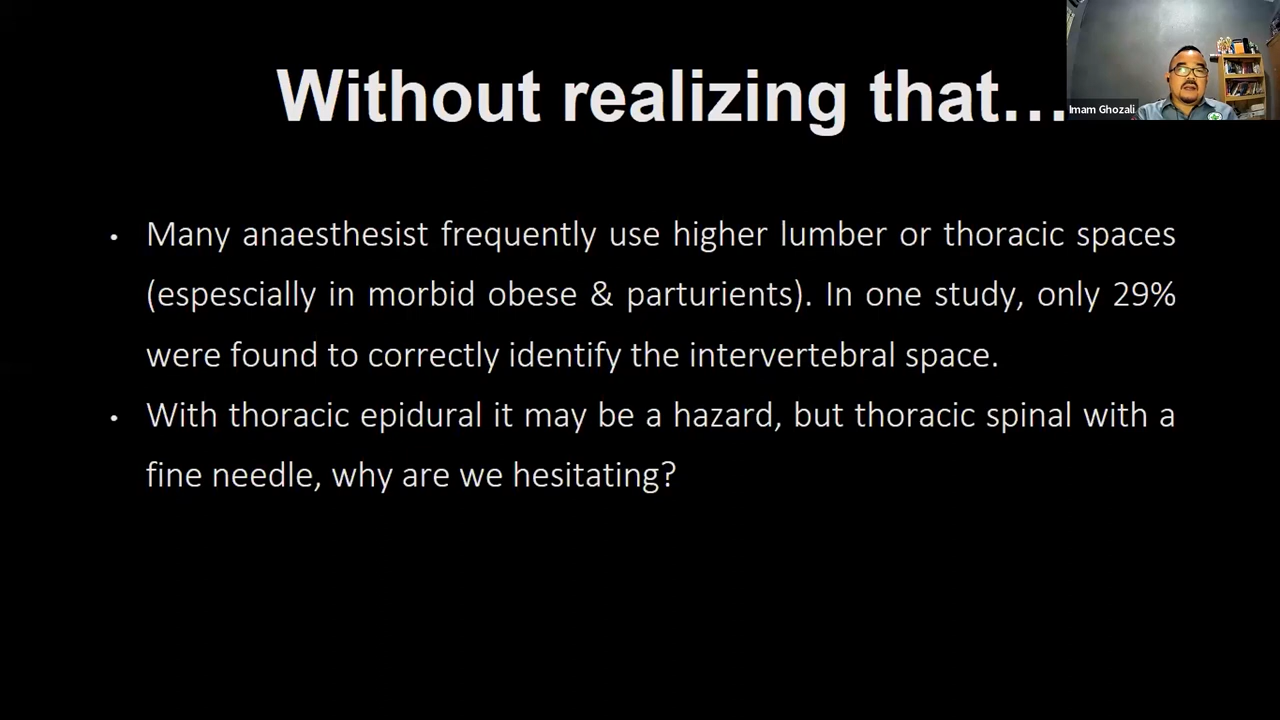 Without realizing that...
Imam Ghozali
• Many anaesthesist frequently use higher lumber or thoracic spaces
(espescially in morbid obese & parturients). In one study, only 29%
were found to correctly identify the intervertebral space.
• With thoracic epidural it may be a hazard, but thoracic spinal with a
fine needle, why are we hesitating?